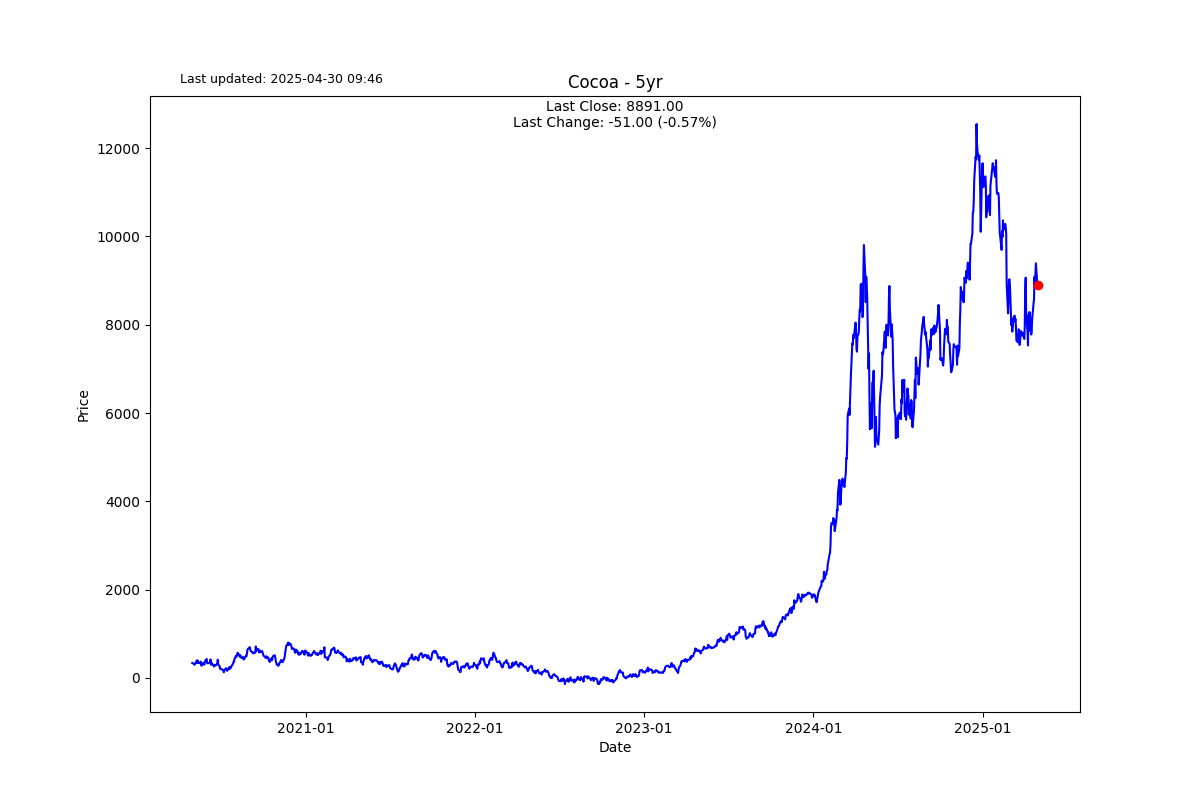 Last updated: 2025-04-30 09:46
Cocoa - 5yr
Last Close: 8891.00
Last Change: -51.00 (-0.57%)
12000
10000
8000
6000
4000
2000
0
Price
2021-01
2022-01
2023-01
2024-01
2025-01
Date